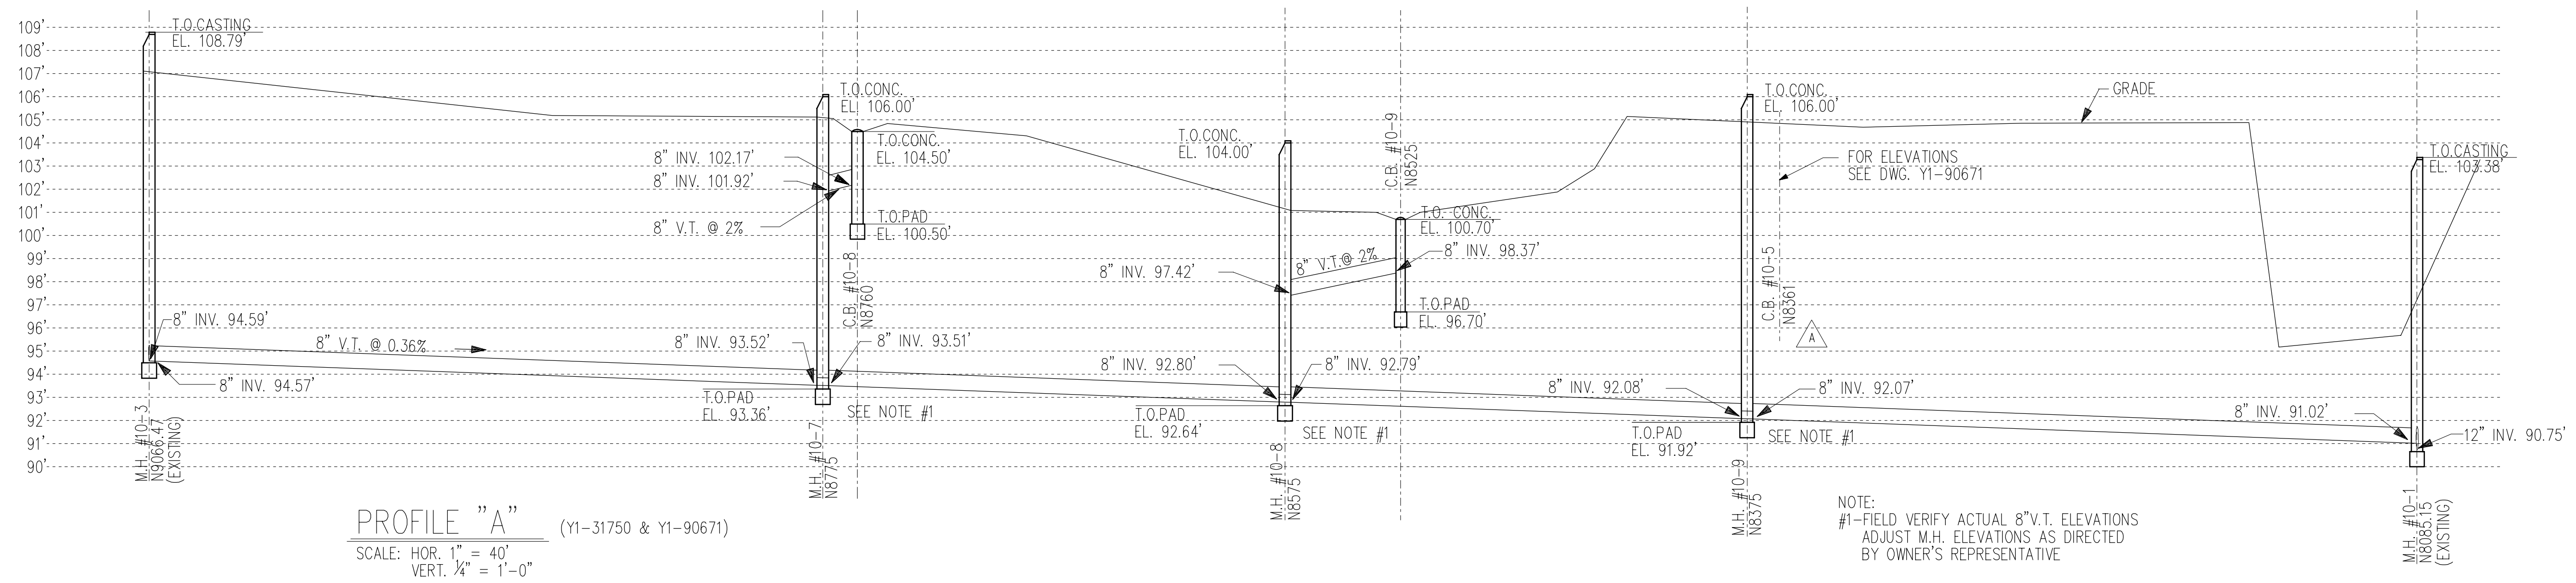 109'
108'
107'
106'
105'
104'
103'
102'
101'
100'
99'
98'
97'
96'
95'
94'
93'
92'
91'
90'
T.O.CASTING
EL. 108.79'
8" INV. 94.59'
8" INV. 94.57'
8" V.T. @ 0.36%
M.H. #10-3
N9066.47
(EXISTING)
T.O.CONC.
EL. 106.00'
T.O.CONC.
EL. 104.50'
8" INV. 102.17'
8" INV. 101.92'
8" V.T. @ 2%
T.O.PAD
EL. 100.50'
C.B. #10-8
N8760
8" INV. 93.52'
8" INV. 93.51'
T.O.PAD
EL. 93.36'
SEE NOTE #1
M.H. #10-7
N8775
T.O.CONC.
EL. 104.00'
C.B. #10-9
N8525
T.O. CONC.
EL. 100.70'
8" V.T.@ 2%
8" INV. 98.37'
8" INV. 97.42'
T.O.PAD
EL. 96.70'
8" INV. 92.80'
8" INV. 92.79'
T.O.PAD
EL. 92.64'
SEE NOTE #1
M.H. #10-8
N8575
T.O.CONC.
EL. 106.00'
FOR ELEVATIONS
SEE DWG. Y1-90671
C.B. #10-5
N8361
A
8" INV. 92.08'
8" INV. 92.07'
T.O.PAD
EL. 91.92'
SEE NOTE #1
M.H. #10-9
N8375
GRADE
T.O.CASTING
EL. 103.38'
8" INV. 91.02'
12" INV. 90.75'
M.H. #10-1
N8085.15
(EXISTING)
PROFILE "A" (Y1-31750 & Y1-90671)
SCALE: HOR. 1" = 40'
VERT. 1/4" = 1'-0"
NOTE:
#1-FIELD VERIFY ACTUAL 8"V.T. ELEVATIONS
ADJUST M.H. ELEVATIONS AS DIRECTED
BY OWNER'S REPRESENTATIVE